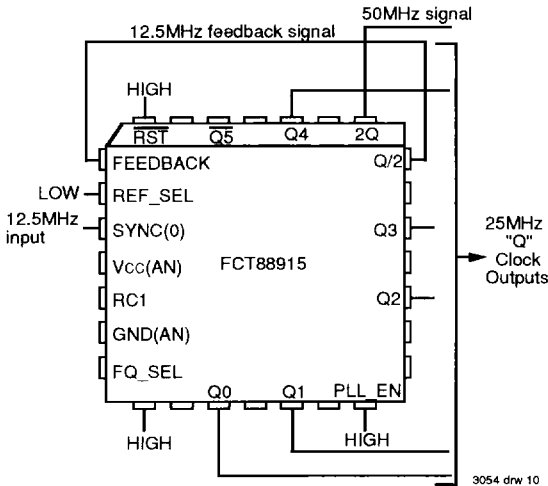 50MHz signal
12.5MHz feedback signal
HIGH
RST
Q5
Q4
2Q
FEEDBACK
Q/2
LOW
REF_SEL
12.5MHz
input
SYNC(0)
Q3
25MHz
"Q"
Clock
Outputs
VCC(AN)
FCT88915
RC1
Q2
GND(AN)
FQ_SEL
Q0
Q1
PLL_EN
HIGH
HIGH
3054 drw 10